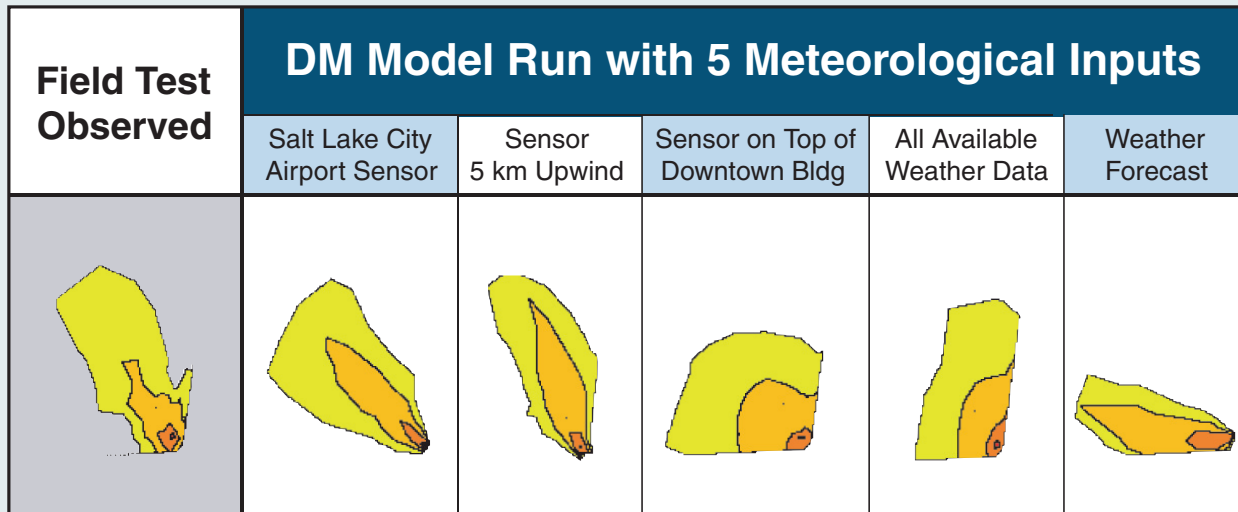 Field Test
Observed
DM Model Run with 5 Meteorological Inputs
Salt Lake City
Airport Sensor
Sensor
5 km Upwind
Sensor on Top of
Downtown Bldg
All Available
Weather Data
Weather
Forecast